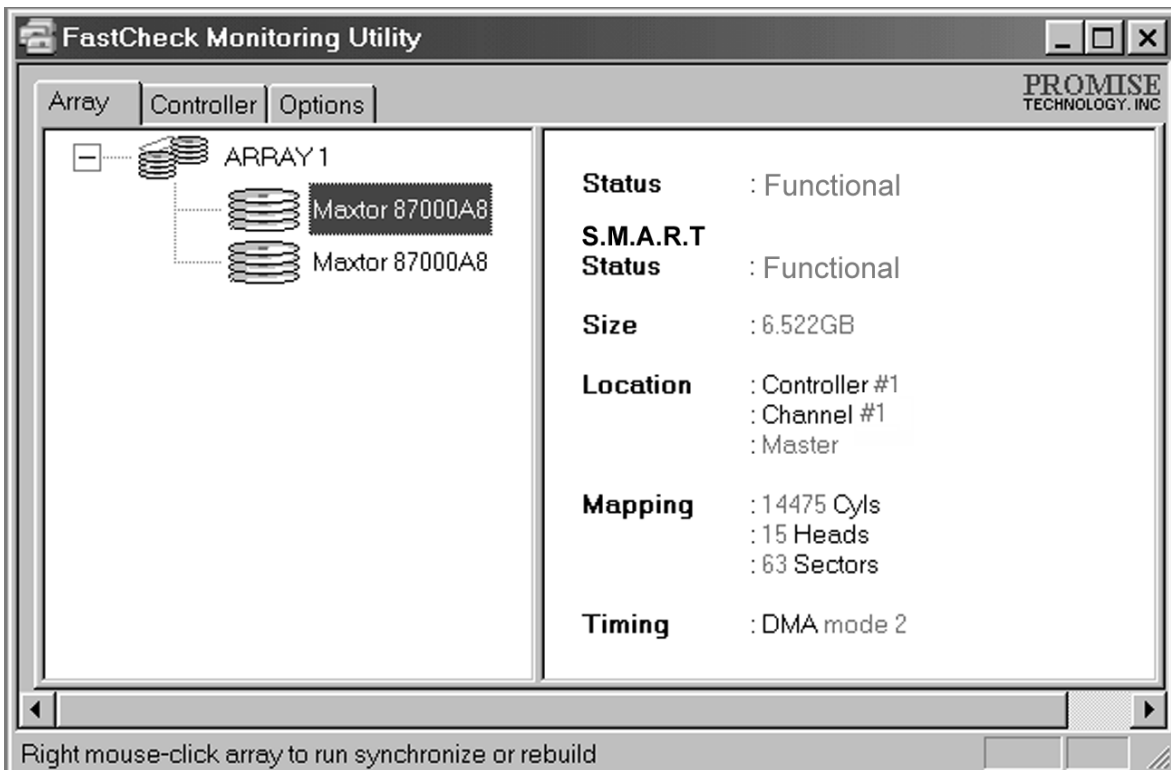 FastCheck Monitoring Utility
PROMISE
TECHNOLOGY, INC
Array Controller Options
ARRAY 1
Maxtor 87000A8
Maxtor 87000A8
Status : Functional
S.M.A.R.T
Status : Functional
Size : 6.522GB
Location : Controller #1
: Channel #1
: Master
Mapping : 14475 Cyls
: 15 Heads
: 63 Sectors
Timing : DMA mode 2
Right mouse-click array to run synchronize or rebuild